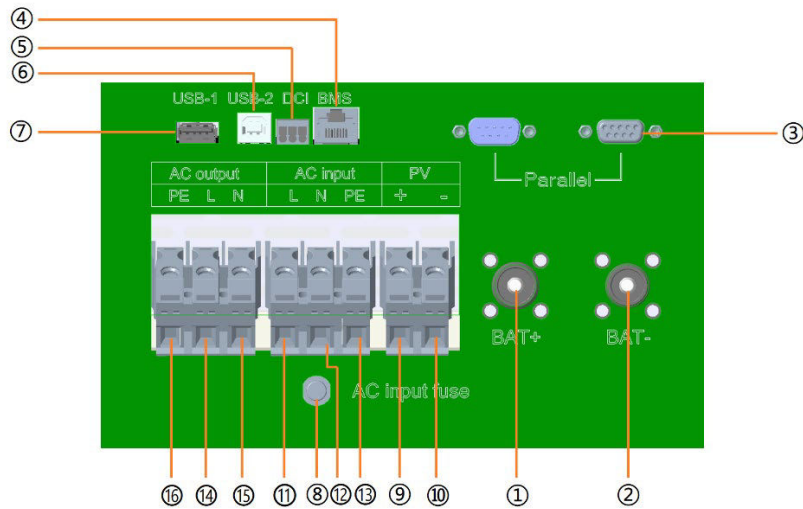 ④
⑤
⑥
USB-1 USB-2 DCI BMS
⑦
③
AC output AC input PV
PE L N L N PE + -
Parallel
BAT+ BAT-
AC input fuse
⑯ ⑭ ⑮ ⑪ ⑧ ⑫ ⑬ ⑨ ⑩ ① ②